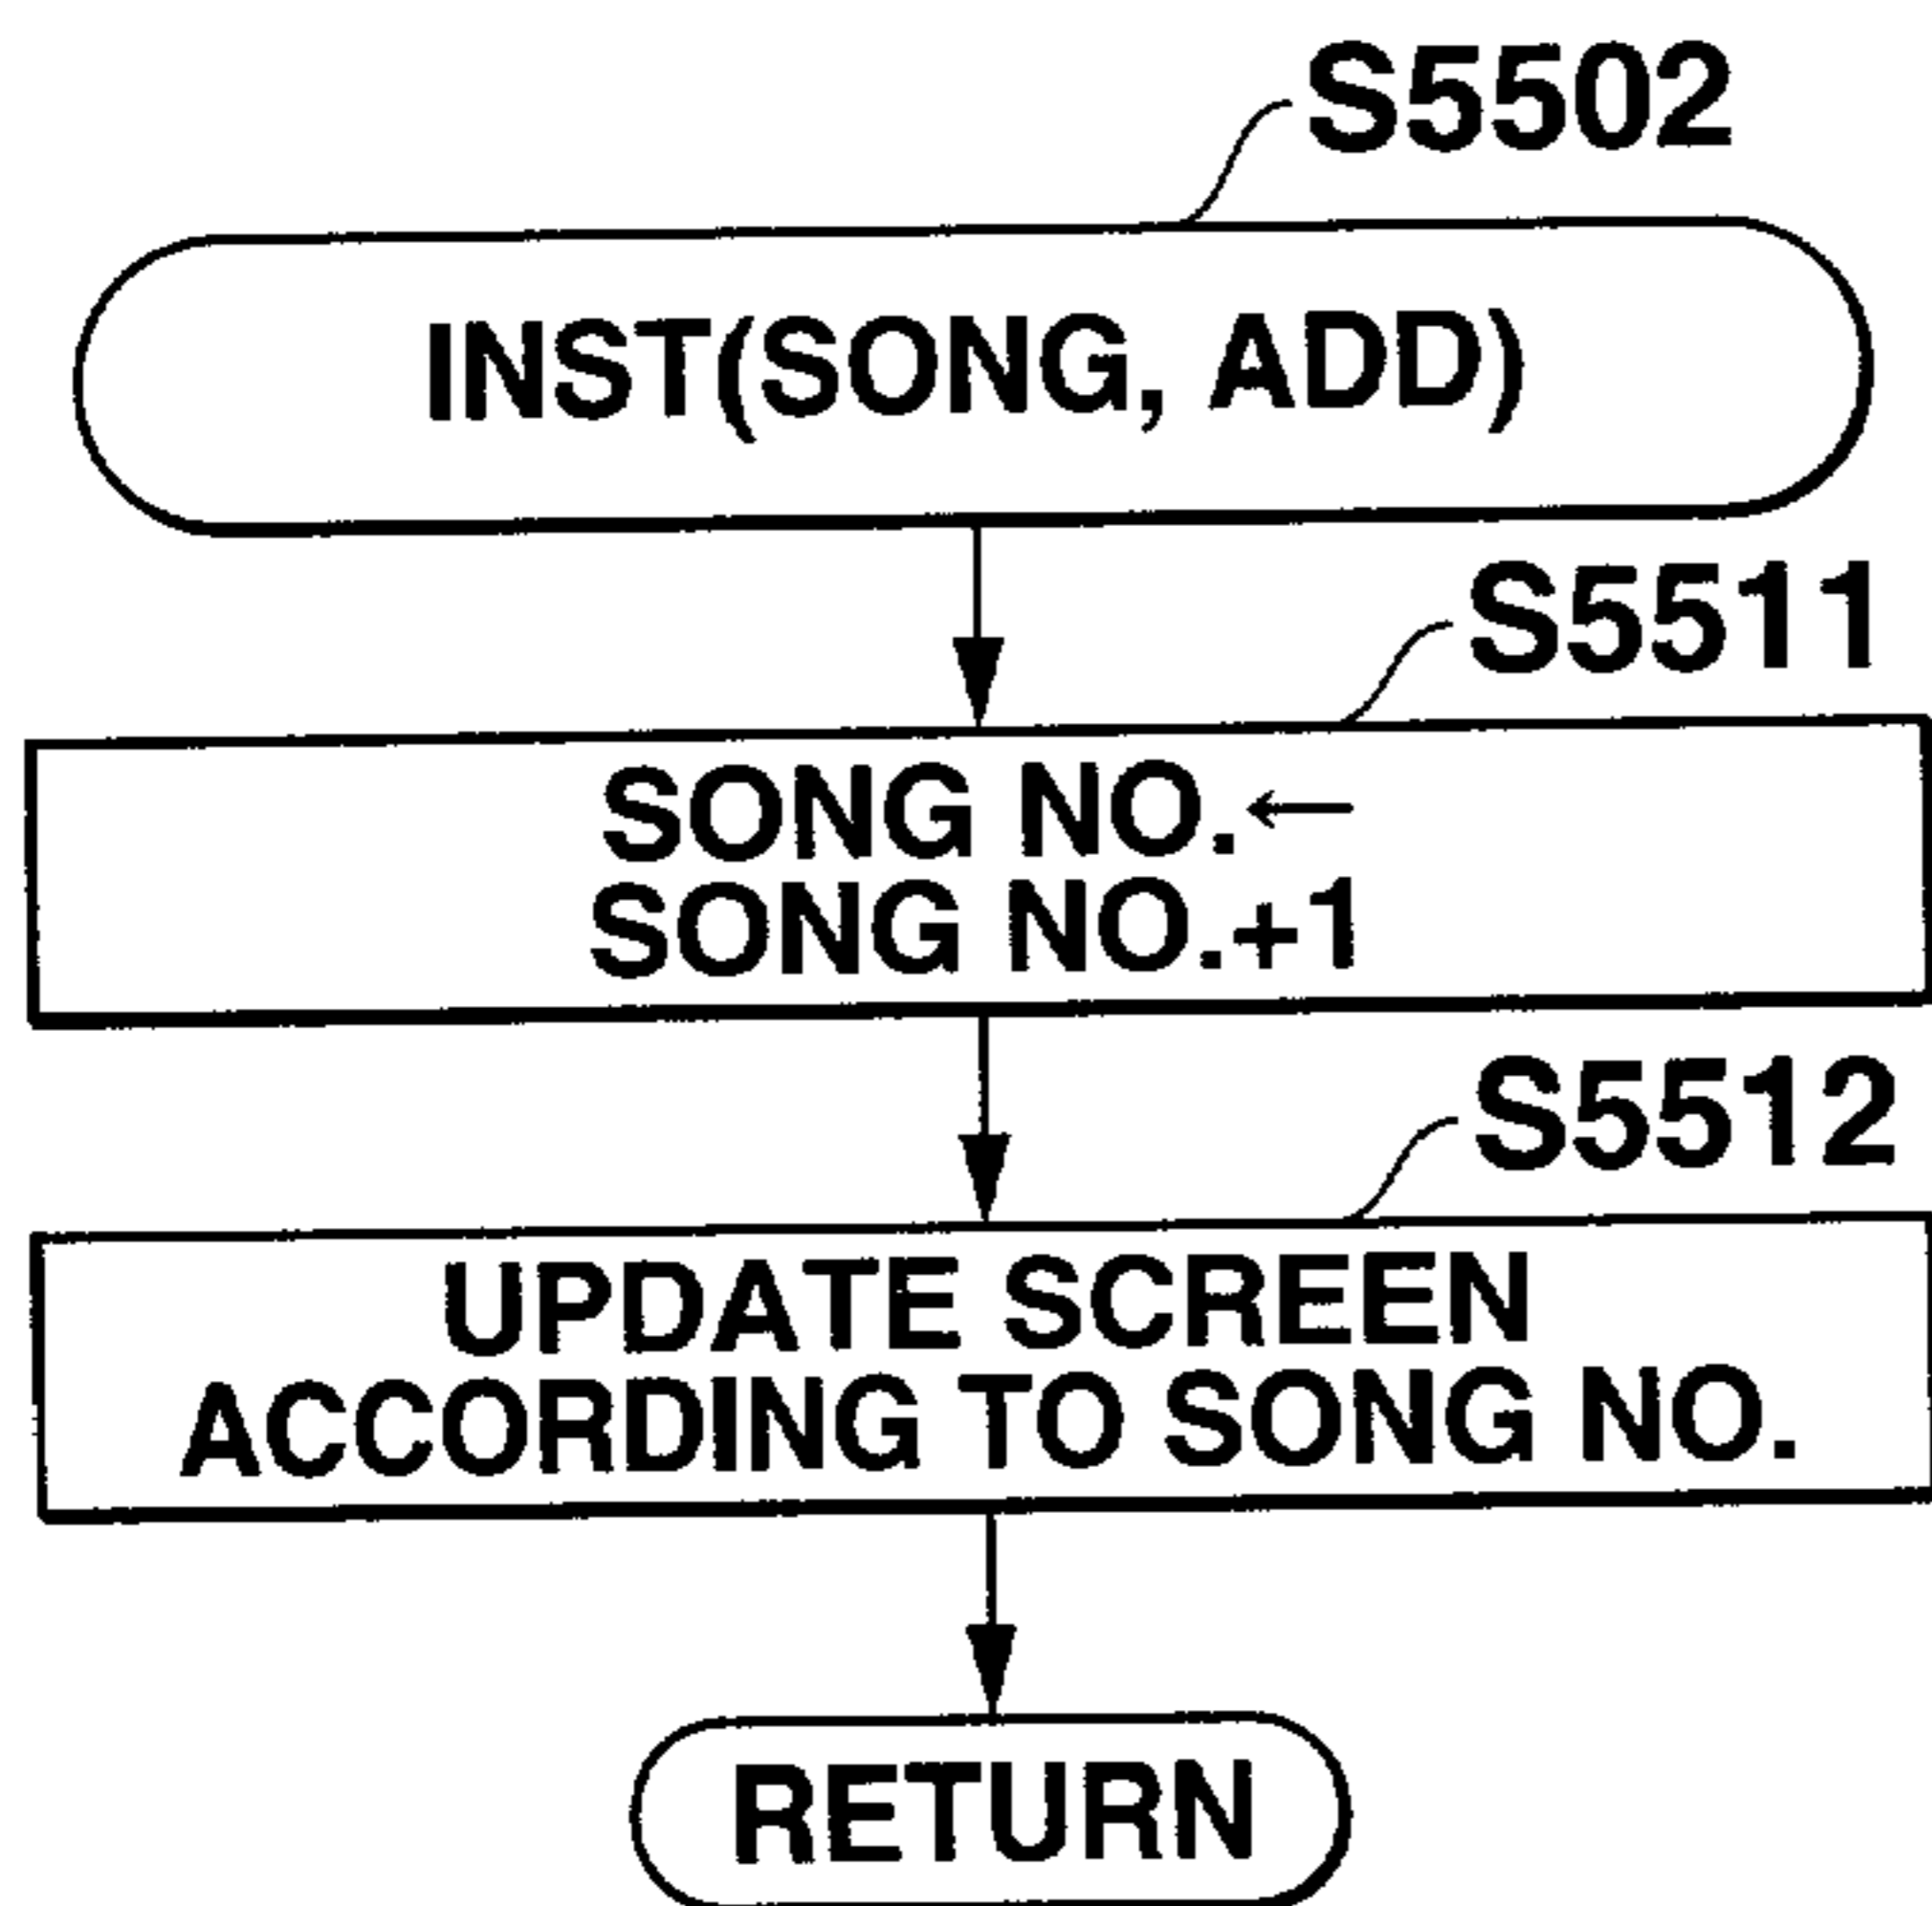 S5502
INST(SONG, ADD)
S5511
SONG NO.←
SONG NO.+1
S5512
UPDATE SCREEN
ACCORDING TO SONG NO.
RETURN